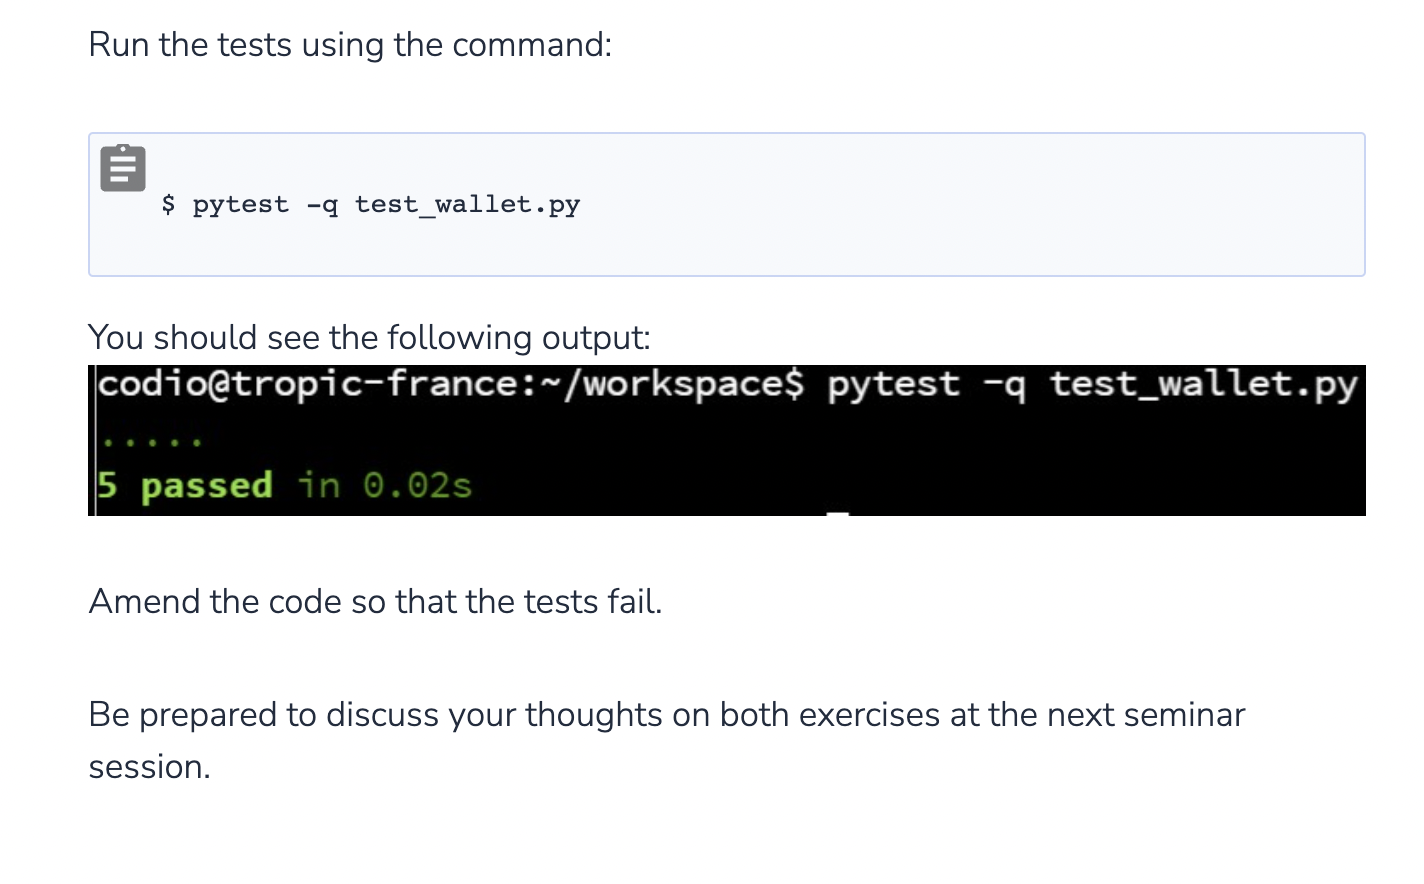 Run the tests using the command:
$ pytest -q test_wallet.py
You should see the following output:
codio@tropic-france:~/workspace$ pytest -q test_wallet.py
.....
5 passed in 0.02s
Amend the code so that the tests fail.
Be prepared to discuss your thoughts on both exercises at the next seminar
session.